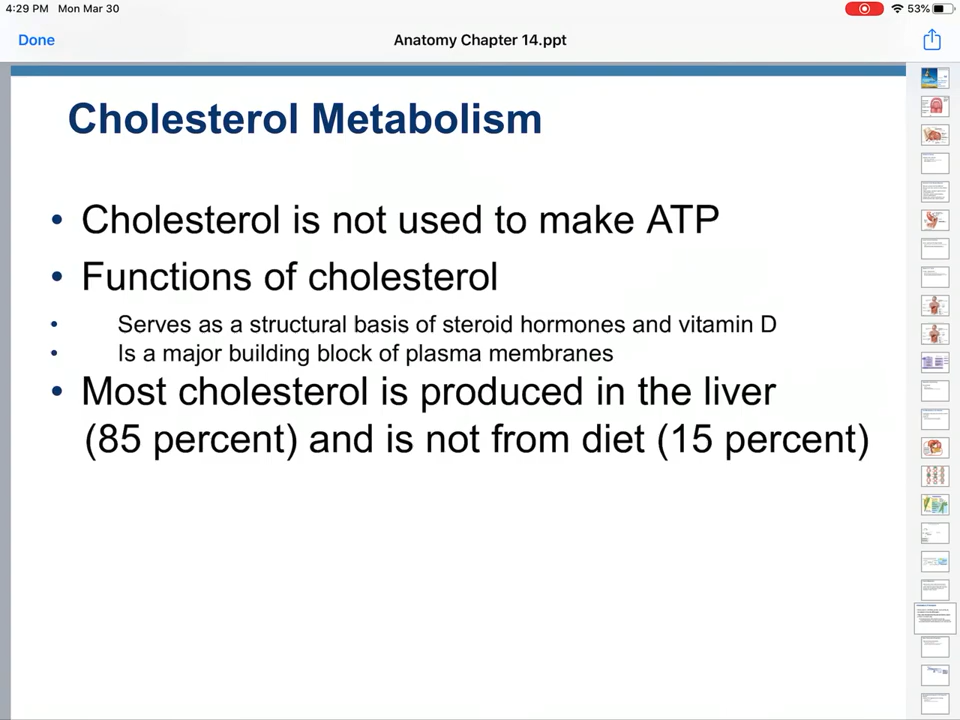 4:29 PM Mon Mar 30
53%
Done
Anatomy Chapter 14.ppt
Cholesterol Metabolism
• Cholesterol is not used to make ATP
• Functions of cholesterol
• Serves as a structural basis of steroid hormones and vitamin D
• Is a major building block of plasma membranes
• Most cholesterol is produced in the liver
(85 percent) and is not from diet (15 percent)